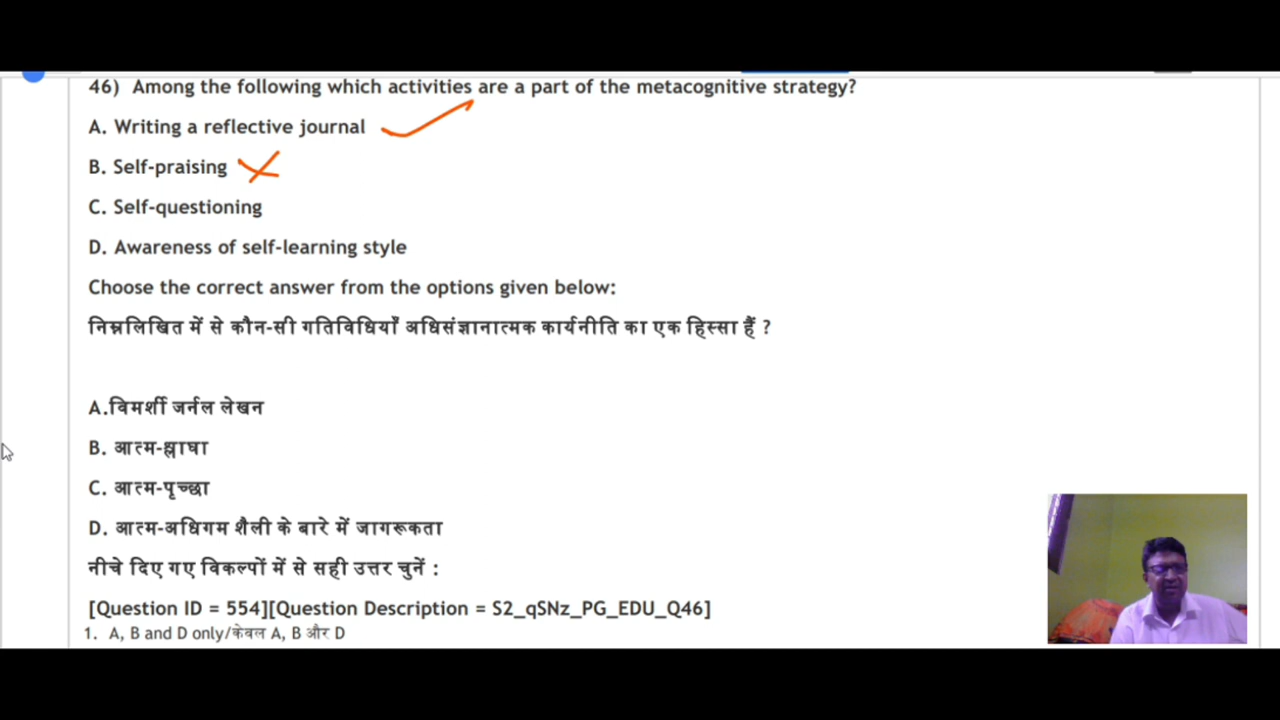 46) Among the following which activities are a part of the metacognitive strategy?
A. Writing a reflective journal
B. Self-praising
C. Self-questioning
D. Awareness of self-learning style
Choose the correct answer from the options given below:
निम्नलिखित में से कौन-सी गतिविधियाँ अधिसंज्ञानात्मक कार्यनीति का एक हिस्सा हैं ?
A.विमर्शी जर्नल लेखन
B. आत्म-श्लाघा
C. आत्म-पृच्छा
D. आत्म-अधिगम शैली के बारे में जागरूकता
नीचे दिए गए विकल्पों में से सही उत्तर चुनें :
[Question ID = 554][Question Description = S2_qSNz_PG_EDU_Q46]
1. A, B and D only/केवल A, B और D